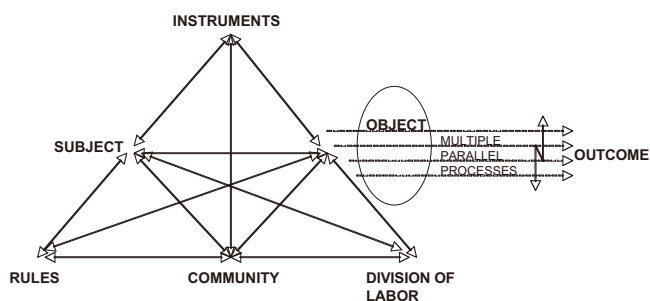 INSTRUMENTS
OBJECT
MULTIPLE
SUBJECT
N
PARALLEL
OUTCOME
PROCESSES
RULES
COMMUNITY
DIVISION OF
LABOR